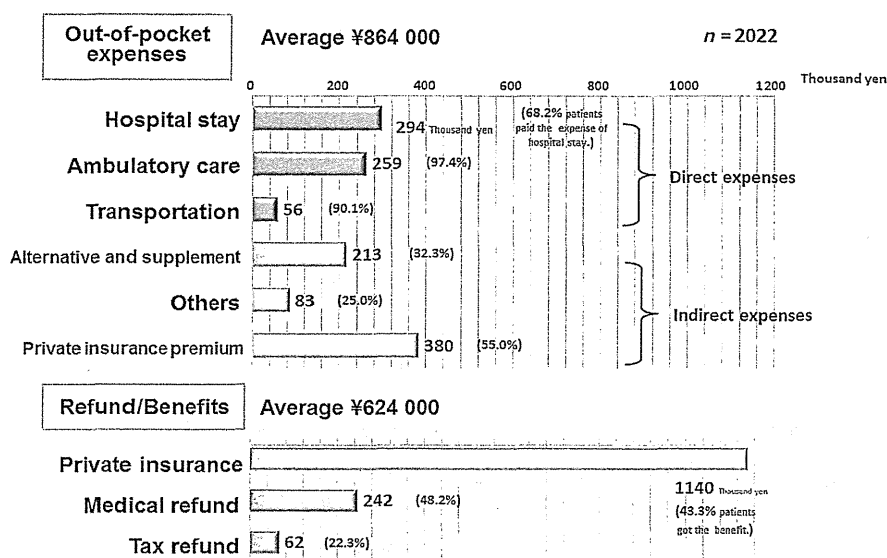 Out-of-pocket
expenses
Average ¥864 000
n = 2022
0 200 400 600 800 1000 1200 Thousand yen
Hospital stay
294 Thousand yen
(68.2% patients
paid the expense of
hospital stay.)
Ambulatory care
259 (97.4%)
Direct expenses
Transportation
56 (90.1%)
Alternative and supplement
213 (32.3%)
Others
83 (25.0%)
Indirect expenses
Private insurance premium
380 (55.0%)
Refund/Benefits
Average ¥624 000
Private insurance
1140 Thousand yen
(43.3% patients
got the benefit.)
Medical refund
242 (48.2%)
Tax refund
62 (22.3%)